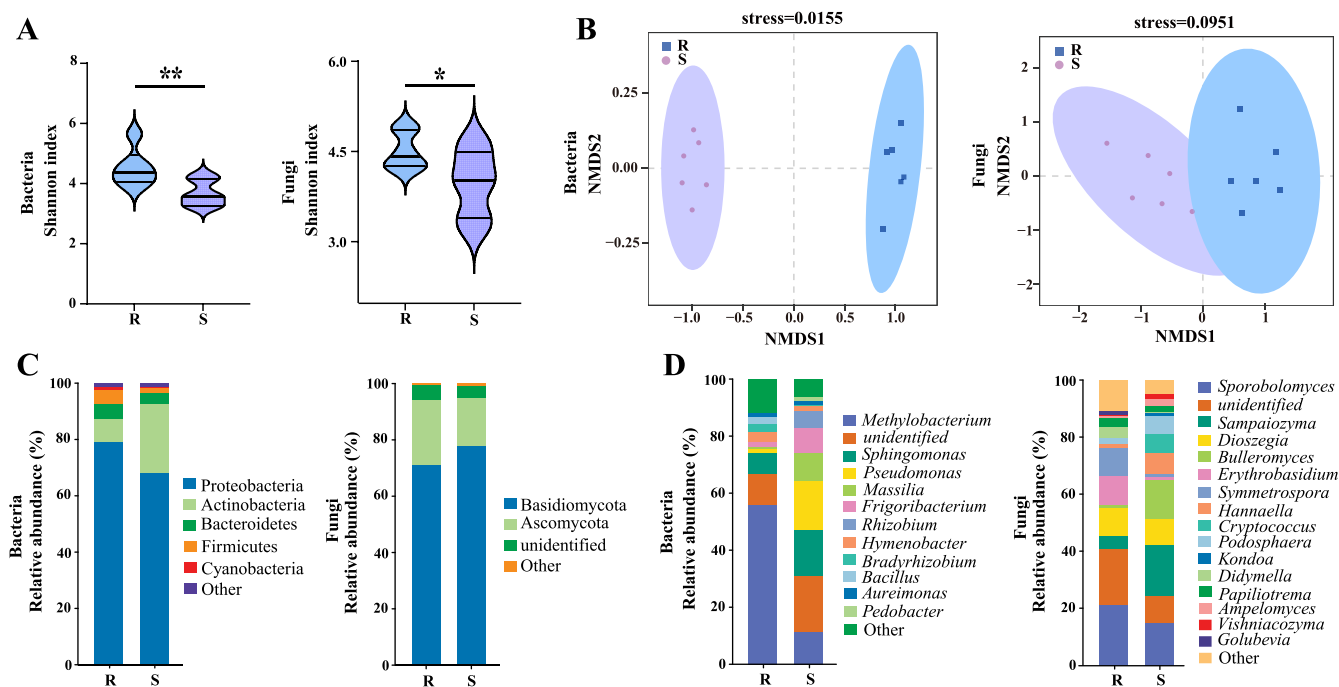 A
Bacteria
Shannon index
8
6
4
2
0
**
R
S
Fungi
Shannon index
6.0
4.5
3.0
*
R
S
B
stress=0.0155
R
S
Bacteria
NMDS2
0.25
0.00
−0.25
−1.0
−0.5
0.0
0.5
1.0
NMDS1
stress=0.0951
R
S
Fungi
NMDS2
2
1
0
−1
−2
−2
−1
0
1
NMDS1
C
Bacteria
Relative abundance (%)
100
80
60
40
20
0
R
S
Proteobacteria
Actinobacteria
Bacteroidetes
Firmicutes
Cyanobacteria
Other
Fungi
Relative abundance (%)
100
80
60
40
20
0
R
S
Basidiomycota
Ascomycota
unidentified
Other
D
Bacteria
Relative abundance (%)
100
80
60
40
20
0
R
S
Methylobacterium
unidentified
Sphingomonas
Pseudomonas
Massilia
Frigoribacterium
Rhizobium
Hymenobacter
Bradyrhizobium
Bacillus
Aureimonas
Pedobacter
Other
Fungi
Relative abundance (%)
100
80
60
40
20
0
R
S
Sporobolomyces
unidentified
Sampaiozyma
Dioszegia
Bulleromyces
Erythrobasidium
Symmetrospora
Hannaella
Cryptococcus
Podosphaera
Kondoa
Didymella
Papiliotrema
Ampelomyces
Vishniacozyma
Golubevia
Other